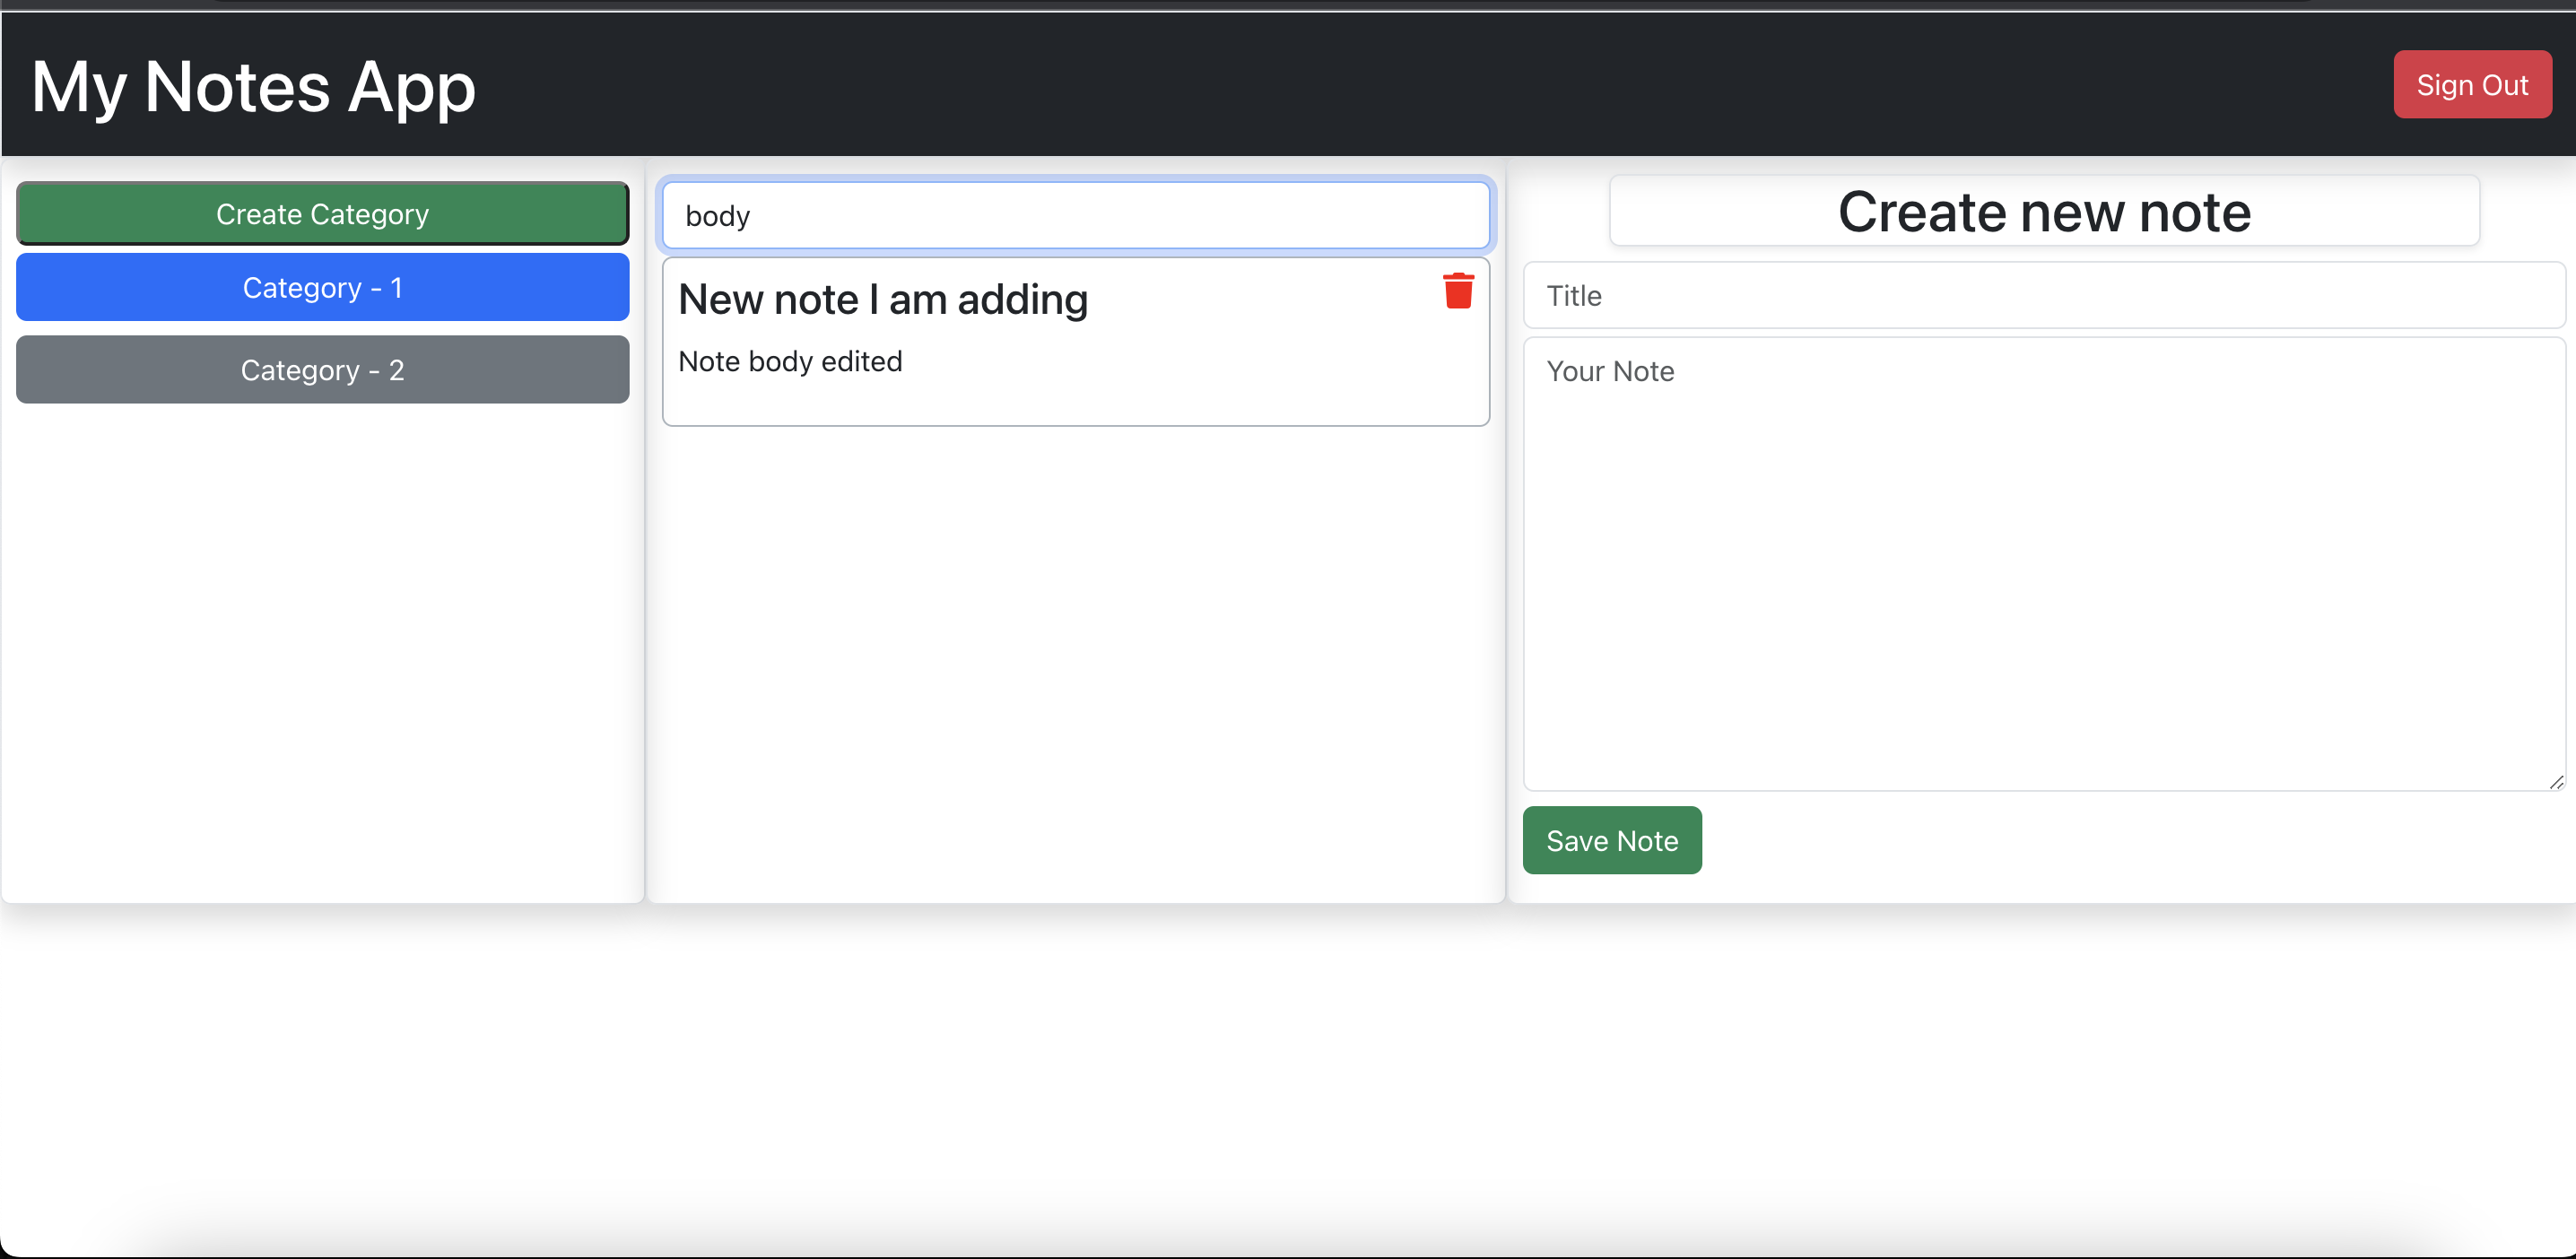 My Notes App
Sign Out
Create Category
Category - 1
Category - 2
body
New note I am adding
Note body edited
Create new note
Title
Your Note
Save Note